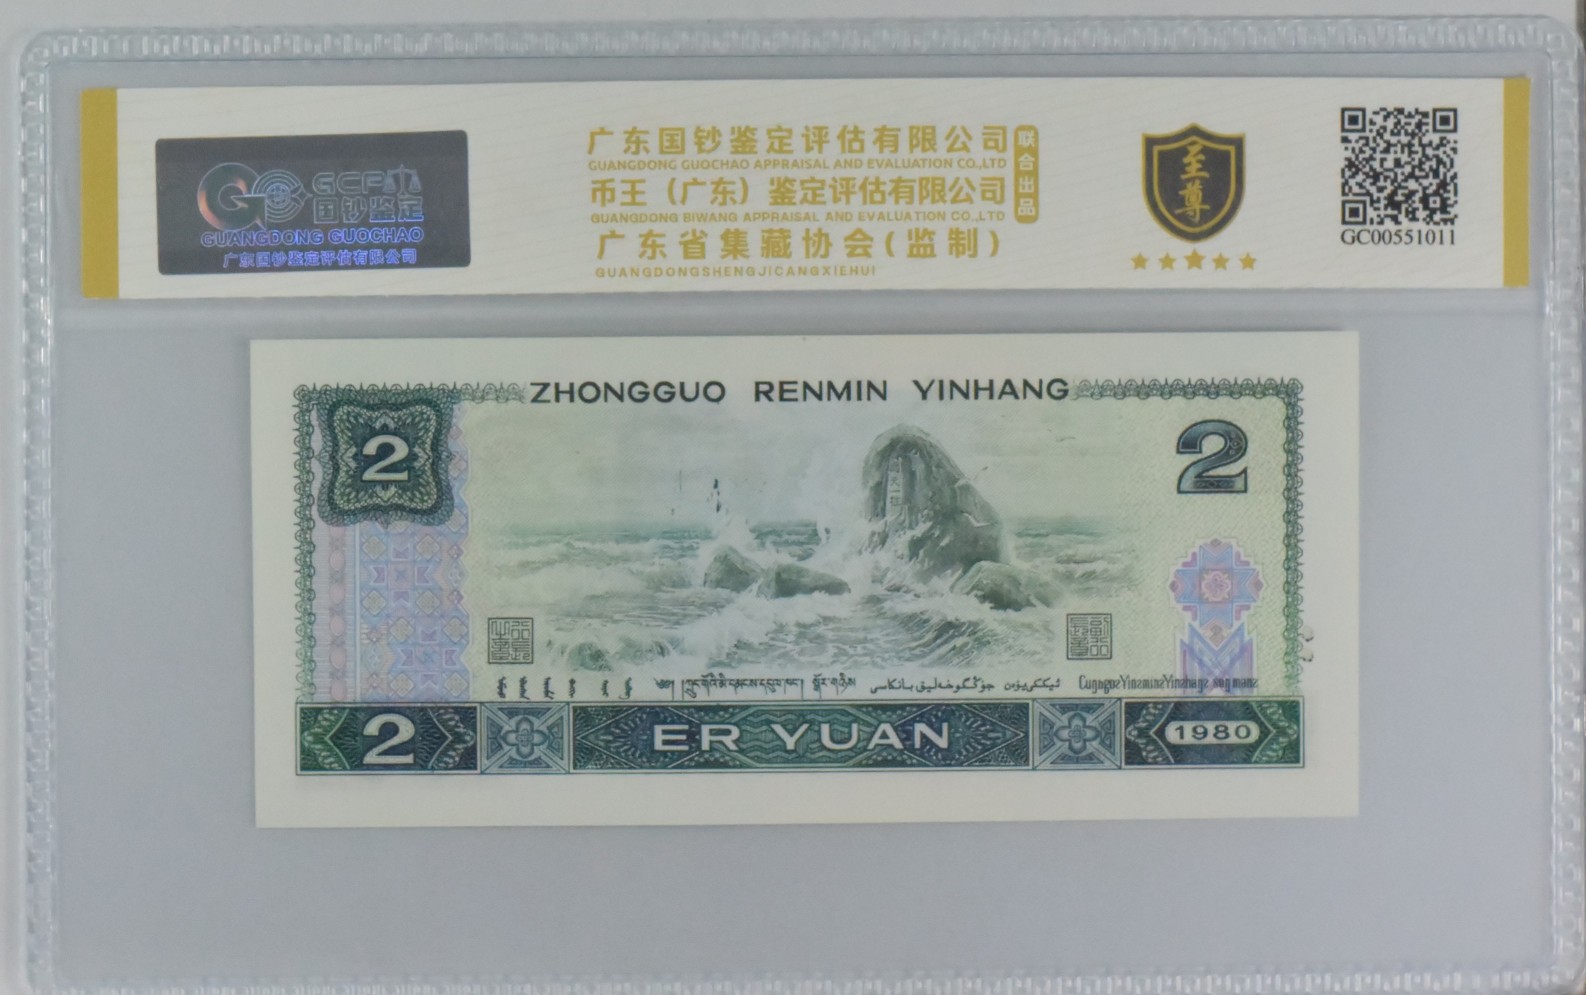 GCP
国钞鉴定
GUANGDONG GUOCHAO
广东国钞鉴定评估有限公司
广东国钞鉴定评估有限公司
GUANGDONG GUOCHAO APPRAISAL AND EVALUATION CO.,LTD
币王（广东）鉴定评估有限公司
GUANGDONG BIWANG APPRAISAL AND EVALUATION CO.,LTD
广东省集藏协会(监制)
GUANGDONGSHENGJICANGXIEHUI
联合出品
至尊
GC00551011
ZHONGGUO RENMIN YINHANG
2
2
2
ER YUAN
1980